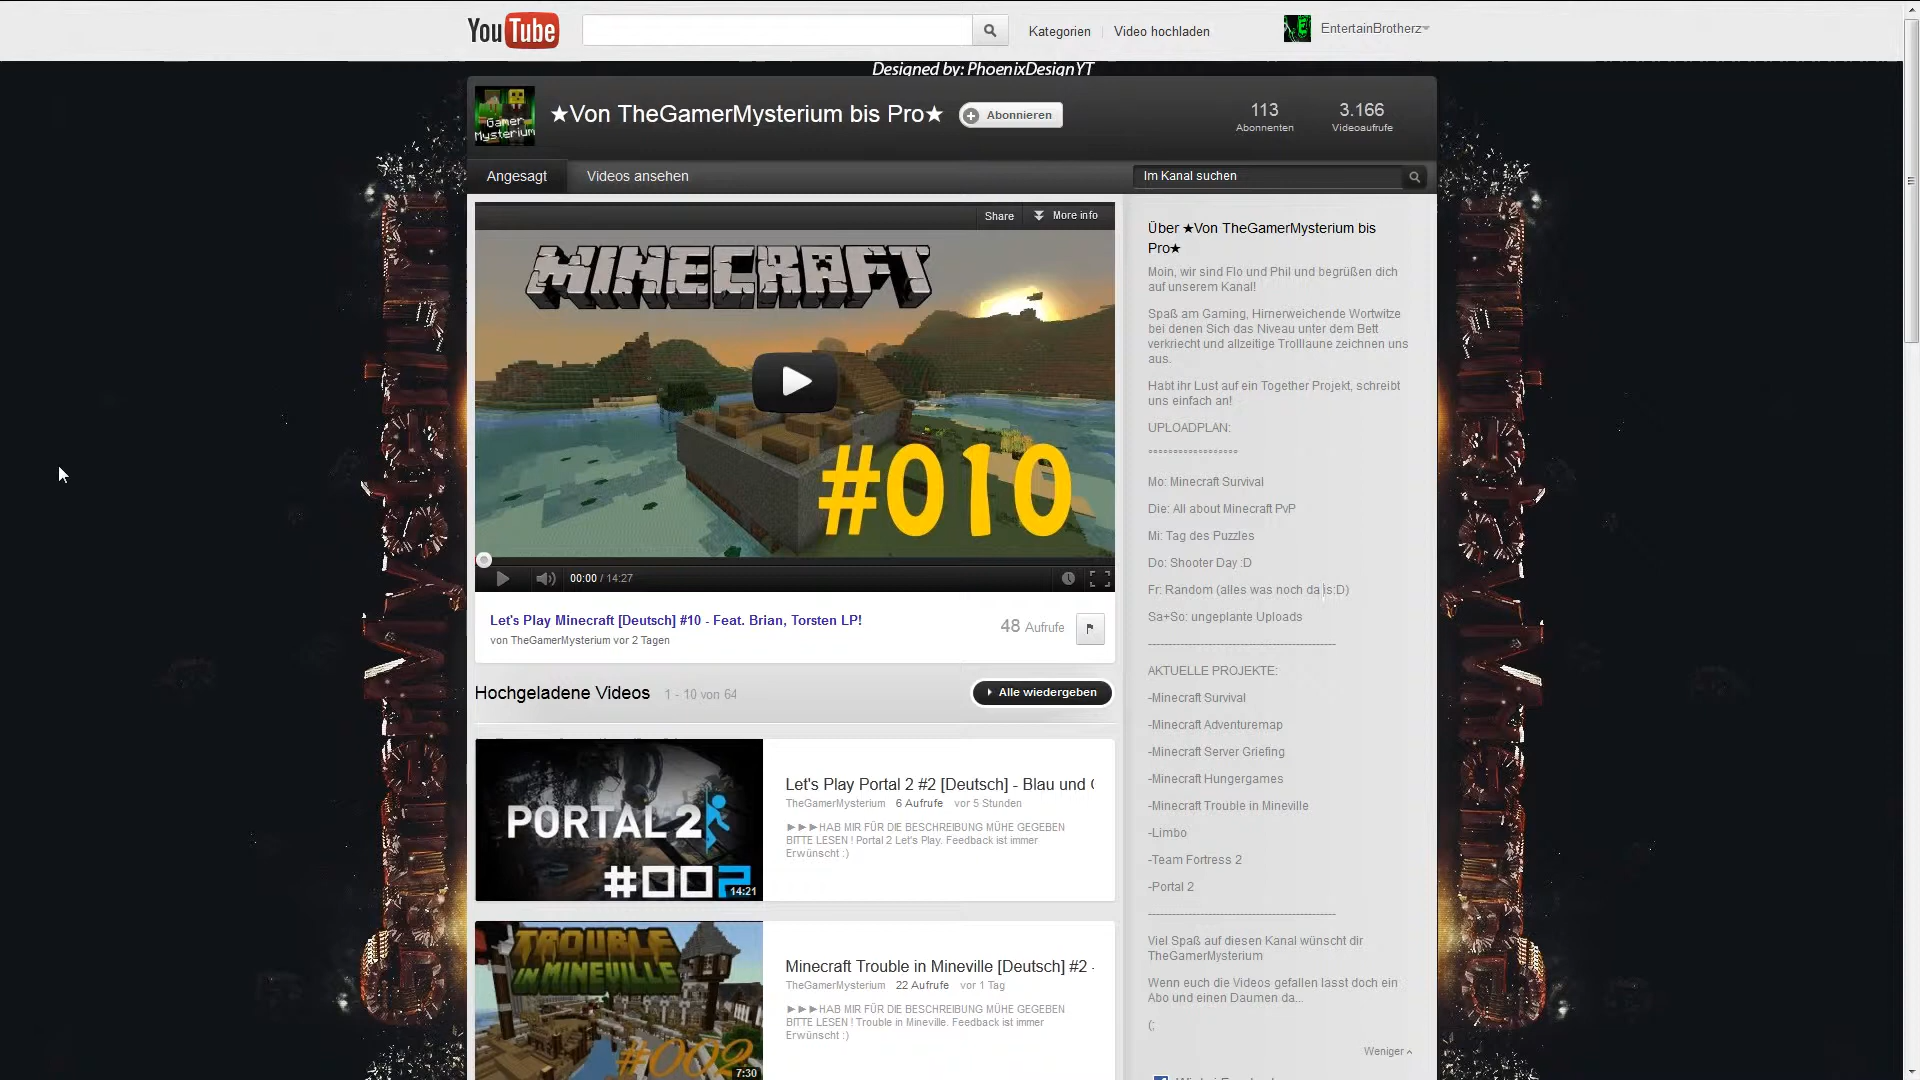 YouTube
Kategorien
Video hochladen
EntertainBrotherz
Designed by: PhoenixDesignYT
Gamer
Mysterium
★Von TheGamerMysterium bis Pro★
Abonnieren
113
Abonnenten
3.166
Videoaufrufe
Angesagt
Videos ansehen
Im Kanal suchen
Share
More info
MINECRAFT
#010
00:00 / 14:27
Let's Play Minecraft [Deutsch] #10 - Feat. Brian, Torsten LP!
von TheGamerMysterium vor 2 Tagen
48 Aufrufe
Hochgeladene Videos
1 - 10 von 64
Alle wiedergeben
PORTAL 2
#002
14:21
Let's Play Portal 2 #2 [Deutsch] - Blau und
TheGamerMysterium 6 Aufrufe vor 5 Stunden
►►►HAB MIR FÜR DIE BESCHREIBUNG MÜHE GEGEBEN
BITTE LESEN ! Portal 2 Let's Play. Feedback ist immer
Erwünscht :)
TROUBLE
IN MINEVILLE
#002
7:30
Minecraft Trouble in Mineville [Deutsch] #2 -
TheGamerMysterium 22 Aufrufe vor 1 Tag
►►►HAB MIR FÜR DIE BESCHREIBUNG MÜHE GEGEBEN
BITTE LESEN ! Trouble in Mineville. Feedback ist immer
Erwünscht :)
Über ★Von TheGamerMysterium bis
Pro★
Moin, wir sind Flo und Phil und begrüßen dich
auf unserem Kanal!
Spaß am Gaming, Hirnerweichende Wortwitze
bei denen Sich das Niveau unter dem Bett
verkriecht und allzeitige Trolllaune zeichnen uns
aus.
Habt ihr Lust auf ein Together Projekt, schreibt
uns einfach an!
UPLOADPLAN:
Mo: Minecraft Survival
Die: All about Minecraft PvP
Mi: Tag des Puzzles
Do: Shooter Day :D
Fr: Random (alles was noch da is:D)
Sa+So: ungeplante Uploads
AKTUELLE PROJEKTE:
-Minecraft Survival
-Minecraft Adventuremap
-Minecraft Server Griefing
-Minecraft Hungergames
-Minecraft Trouble in Mineville
-Limbo
-Team Fortress 2
-Portal 2
Viel Spaß auf diesen Kanal wünscht dir
TheGamerMysterium
Wenn euch die Videos gefallen lasst doch ein
Abo und einen Daumen da...
(;
Weniger